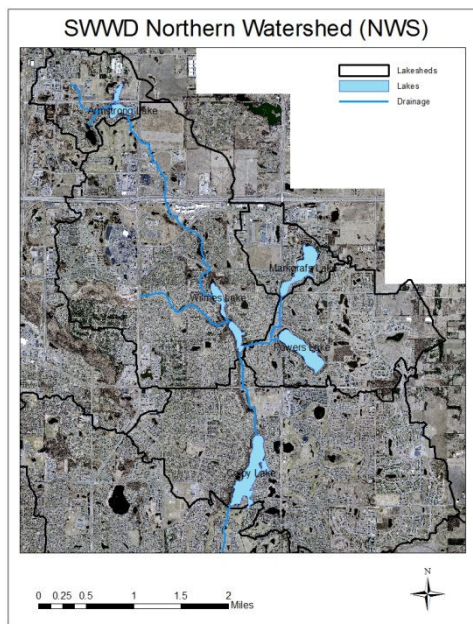 SWWD Northern Watershed (NWS)
Lakesheds
Lakes
Drainage
Armstrong Lake
Markgrafs Lake
Wilmes Lake
Powers Lake
Colby Lake
N
0 0.25 0.5 1 1.5 2
Miles